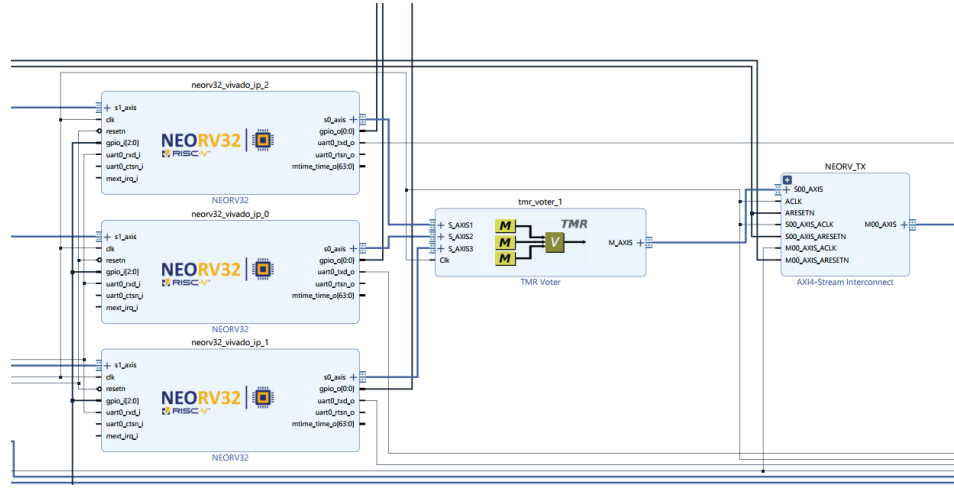 neorv32_vivado_ip_2
s1_axis
clk
resetn
gpio_i[2:0]
uart0_rxd_i
uart0_ctsn_i
mext_irq_i
NEORV32
RISC-V
s0_axis
gpio_o[0:0]
uart0_txd_o
uart0_rtsn_o
mtime_time_o[63:0]
NEORV32
neorv32_vivado_ip_0
s1_axis
clk
resetn
gpio_i[2:0]
uart0_rxd_i
uart0_ctsn_i
mext_irq_i
NEORV32
RISC-V
s0_axis
gpio_o[0:0]
uart0_txd_o
uart0_rtsn_o
mtime_time_o[63:0]
NEORV32
neorv32_vivado_ip_1
s1_axis
clk
resetn
gpio_i[2:0]
uart0_rxd_i
uart0_ctsn_i
mext_irq_i
NEORV32
RISC-V
s0_axis
gpio_o[0:0]
uart0_txd_o
uart0_rtsn_o
mtime_time_o[63:0]
NEORV32
tmr_voter_1
S_AXIS1
S_AXIS2
S_AXIS3
Clk
M
M
M
V
TMR
M_AXIS
TMR Voter
NEORV_TX
S00_AXIS
ACLK
ARESETN
S00_AXIS_ACLK
S00_AXIS_ARESETN
M00_AXIS_ACLK
M00_AXIS_ARESETN
M00_AXIS
AXI4-Stream Interconnect